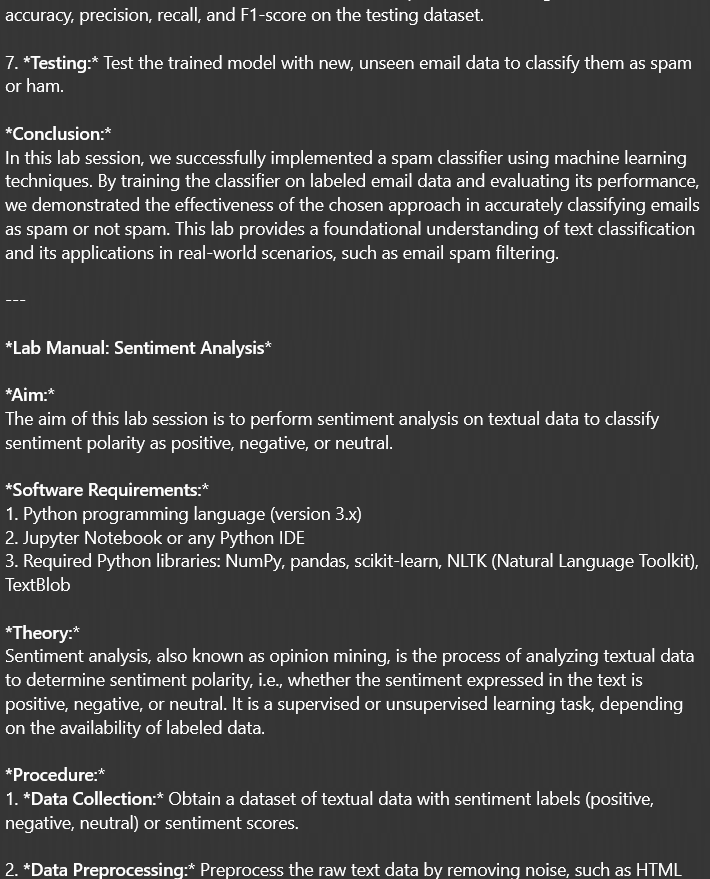 accuracy, precision, recall, and F1-score on the testing dataset.
7. *Testing:* Test the trained model with new, unseen email data to classify them as spam
or ham.
*Conclusion:*
In this lab session, we successfully implemented a spam classifier using machine learning
techniques. By training the classifier on labeled email data and evaluating its performance,
we demonstrated the effectiveness of the chosen approach in accurately classifying emails
as spam or not spam. This lab provides a foundational understanding of text classification
and its applications in real-world scenarios, such as email spam filtering.
---
*Lab Manual: Sentiment Analysis*
*Aim:*
The aim of this lab session is to perform sentiment analysis on textual data to classify
sentiment polarity as positive, negative, or neutral.
*Software Requirements:*
1. Python programming language (version 3.x)
2. Jupyter Notebook or any Python IDE
3. Required Python libraries: NumPy, pandas, scikit-learn, NLTK (Natural Language Toolkit),
TextBlob
*Theory:*
Sentiment analysis, also known as opinion mining, is the process of analyzing textual data
to determine sentiment polarity, i.e., whether the sentiment expressed in the text is
positive, negative, or neutral. It is a supervised or unsupervised learning task, depending
on the availability of labeled data.
*Procedure:*
1. *Data Collection:* Obtain a dataset of textual data with sentiment labels (positive,
negative, neutral) or sentiment scores.
2. *Data Preprocessing:* Preprocess the raw text data by removing noise, such as HTML